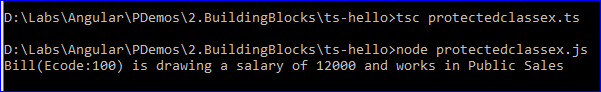 D:\Labs\Angular\PDemos\2.BuildingBlocks\ts-hello>tsc protectedclassex.ts
D:\Labs\Angular\PDemos\2.BuildingBlocks\ts-hello>node protectedclassex.js
Bill(Ecode:100) is drawing a salary of 12000 and works in Public Sales